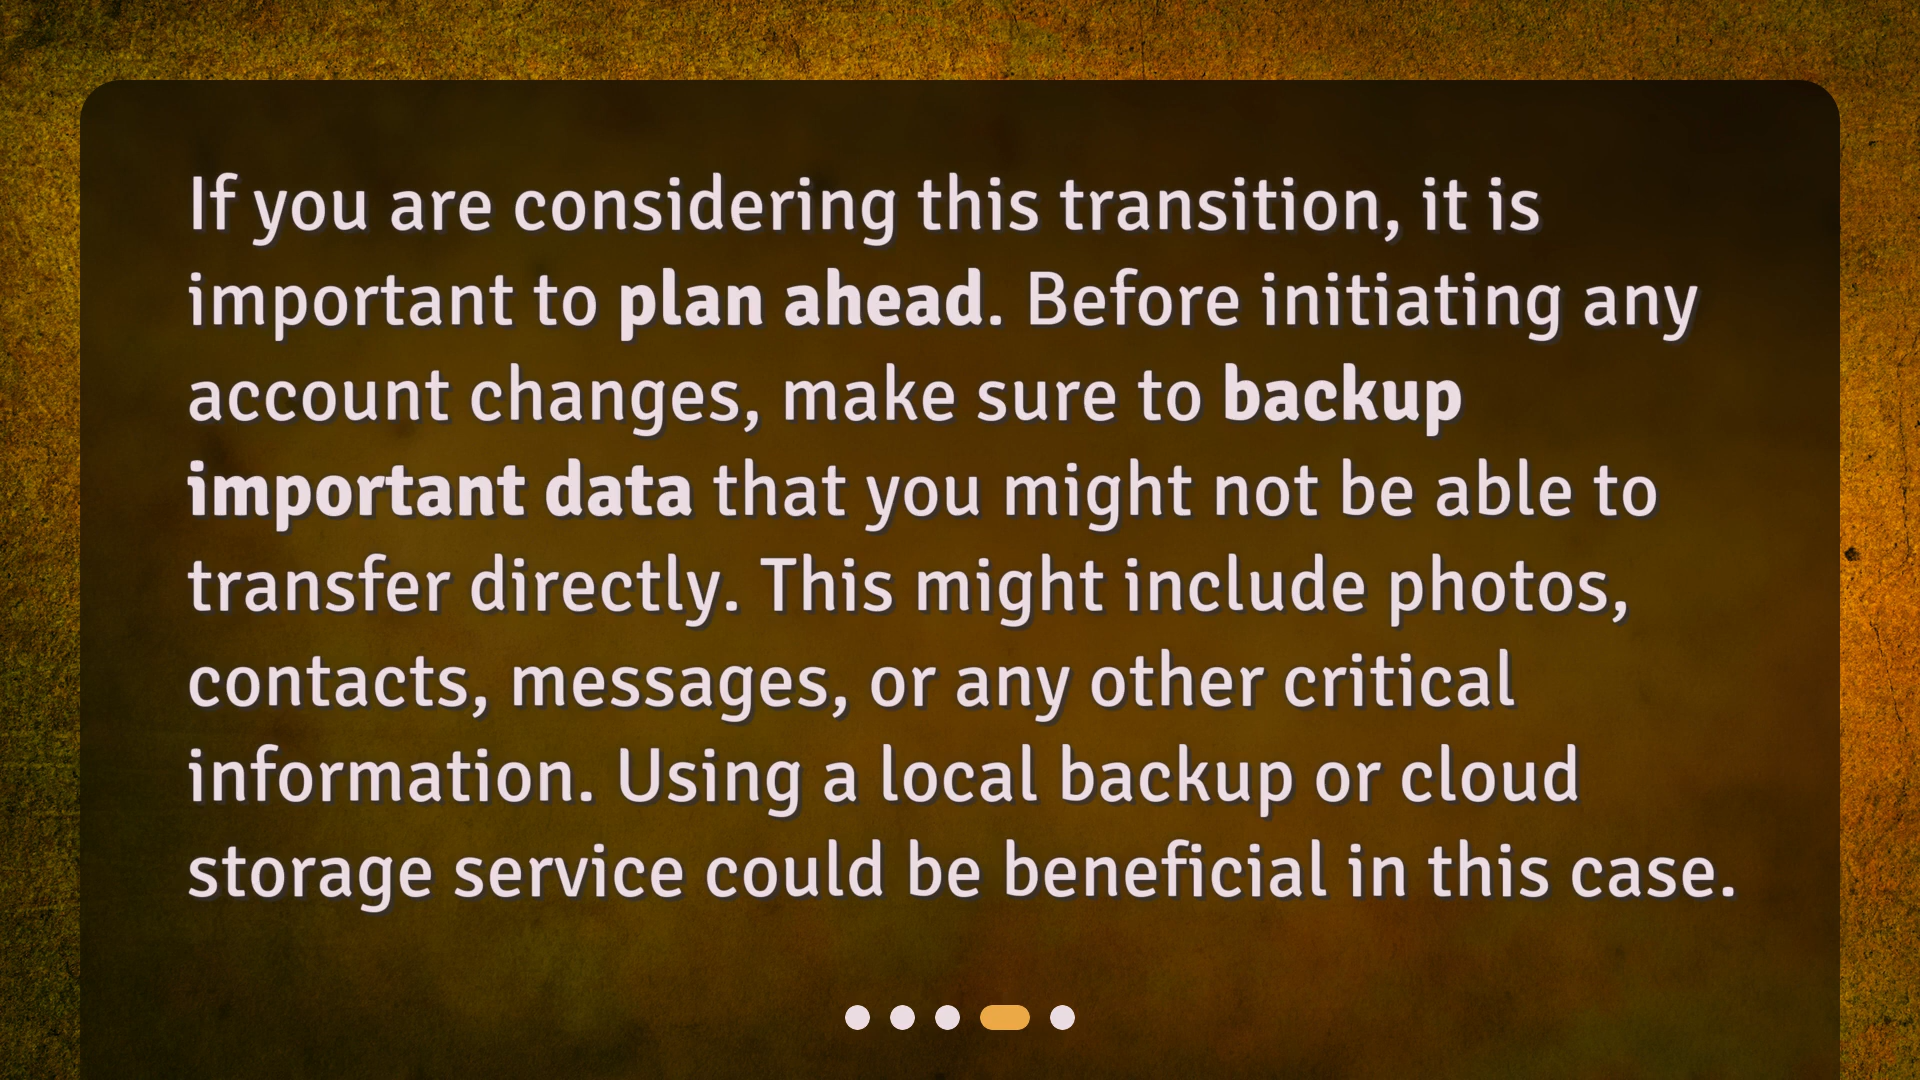 If you are considering this transition, it is
important to plan ahead. Before initiating any
account changes, make sure to backup
important data that you might not be able to
transfer directly. This might include photos,
contacts, messages, or any other critical
information. Using a local backup or cloud
storage service could be beneficial in this case.